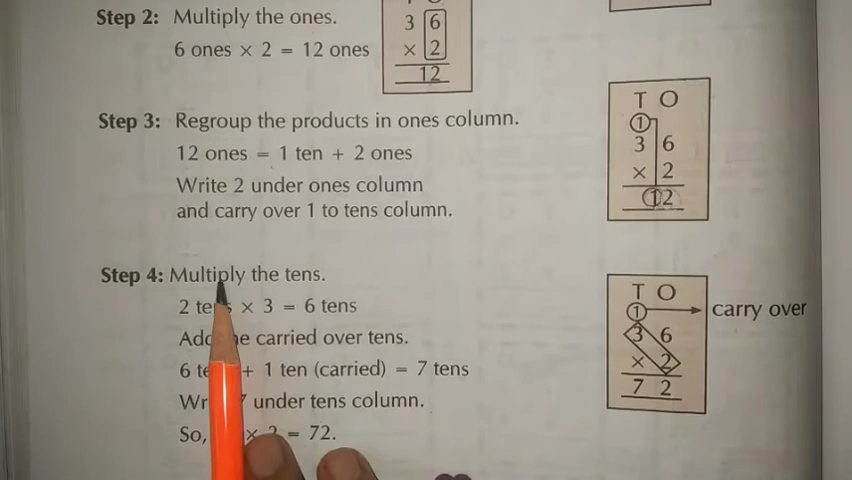 Step 2: Multiply the ones.
6 ones × 2 = 12 ones
3 6
× 2
12
Step 3: Regroup the products in ones column.
12 ones = 1 ten + 2 ones
Write 2 under ones column
and carry over 1 to tens column.
T O
1
3 6
× 2
12
Step 4: Multiply the tens.
2 × 3 = 6 tens
carried over tens.
6 + 1 ten (carried) = 7 tens
under tens column.
So, × = 72.
T O
1 carry over
3 6
× 2
7 2